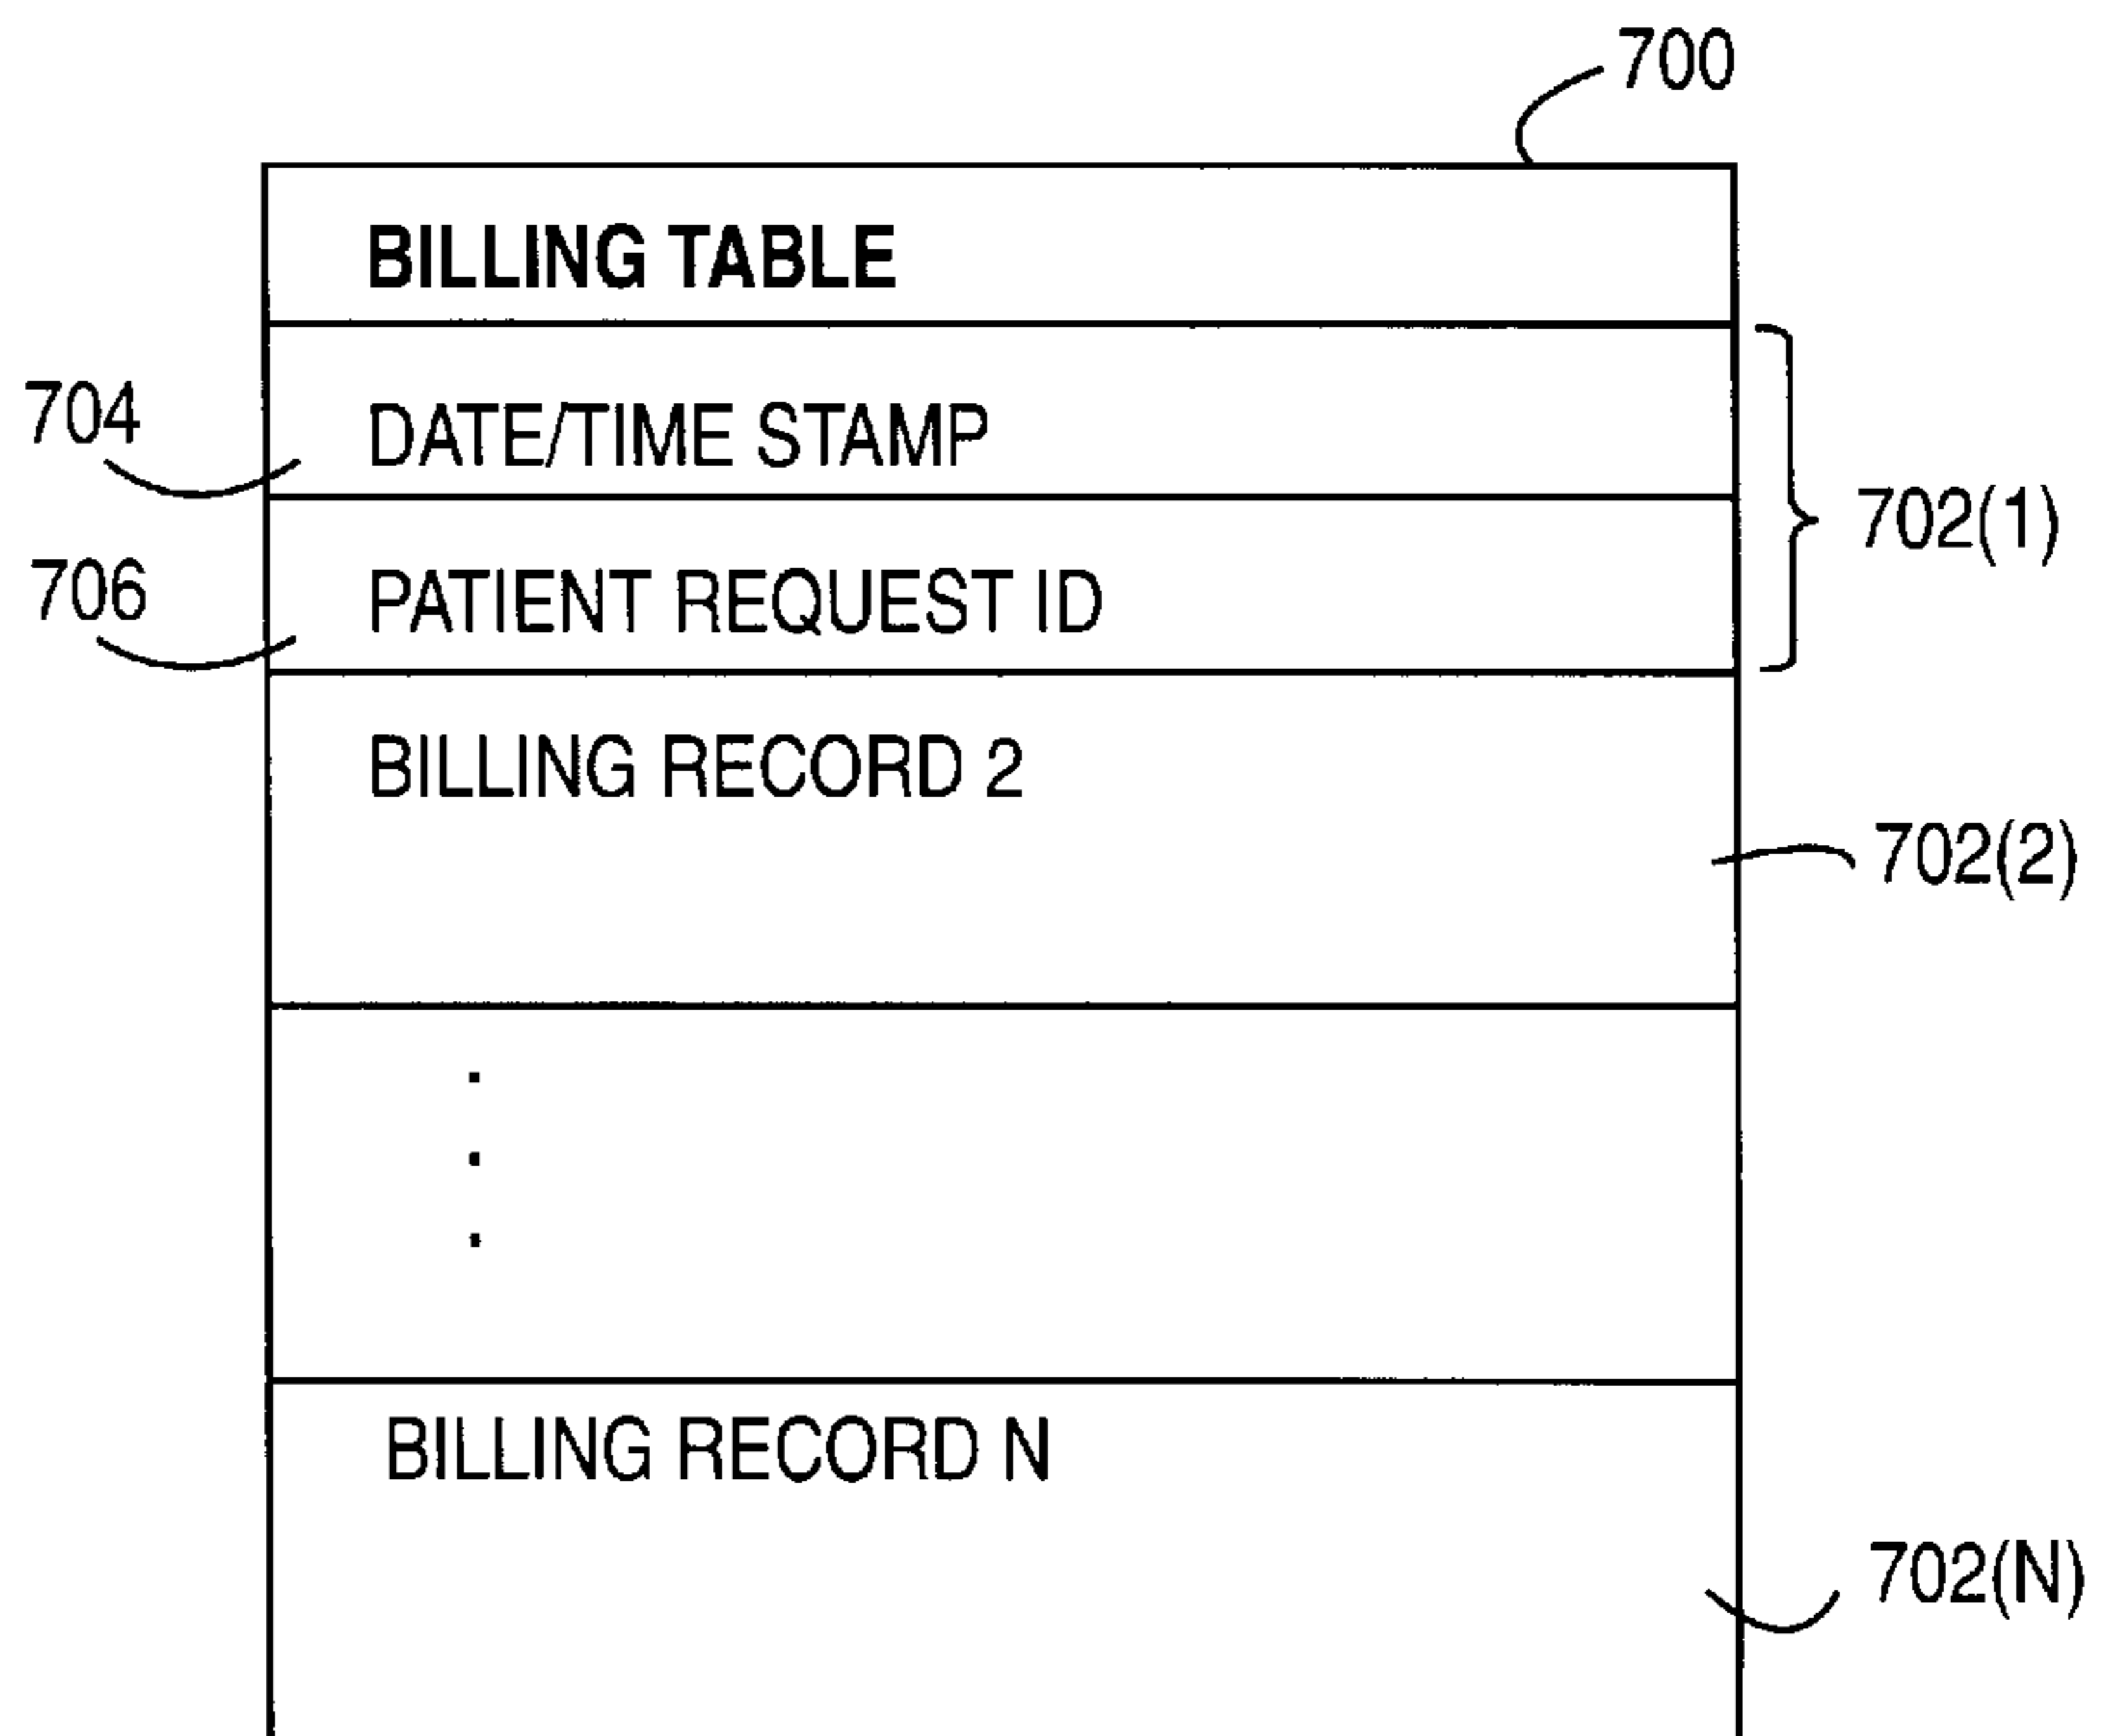 700
BILLING TABLE
704
DATE/TIME STAMP
702(1)
706
PATIENT REQUEST ID
BILLING RECORD 2
702(2)
.
.
.
BILLING RECORD N
702(N)